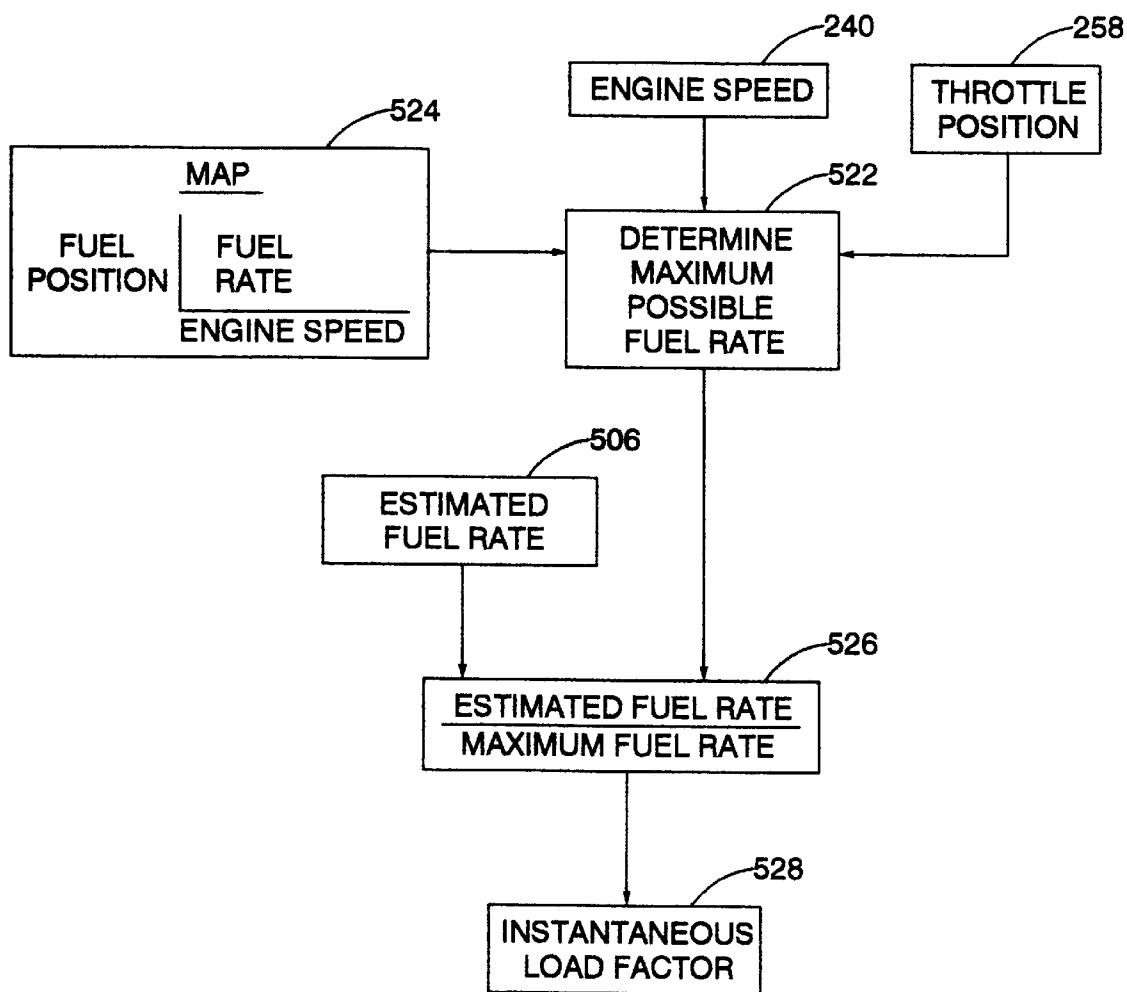 240
ENGINE SPEED
258
THROTTLE
POSITION
524
MAP
FUEL
POSITION
FUEL
RATE
ENGINE SPEED
522
DETERMINE
MAXIMUM
POSSIBLE
FUEL RATE
506
ESTIMATED
FUEL RATE
526
ESTIMATED FUEL RATE
MAXIMUM FUEL RATE
528
INSTANTANEOUS
LOAD FACTOR